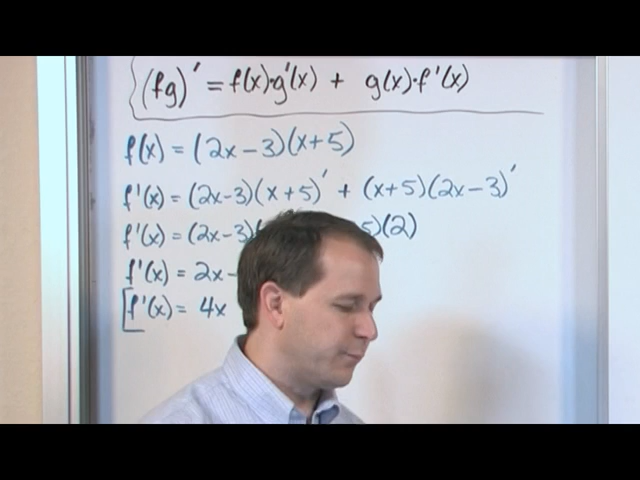 (fg)' = f(x)·g'(x) + g(x)·f'(x)
f(x) = (2x-3)(x+5)
f'(x) = (2x-3)(x+5)' + (x+5)(2x-3)'
f'(x) = (2x-3)( 5)(2)
f'(x) = 2x-
f'(x) = 4x